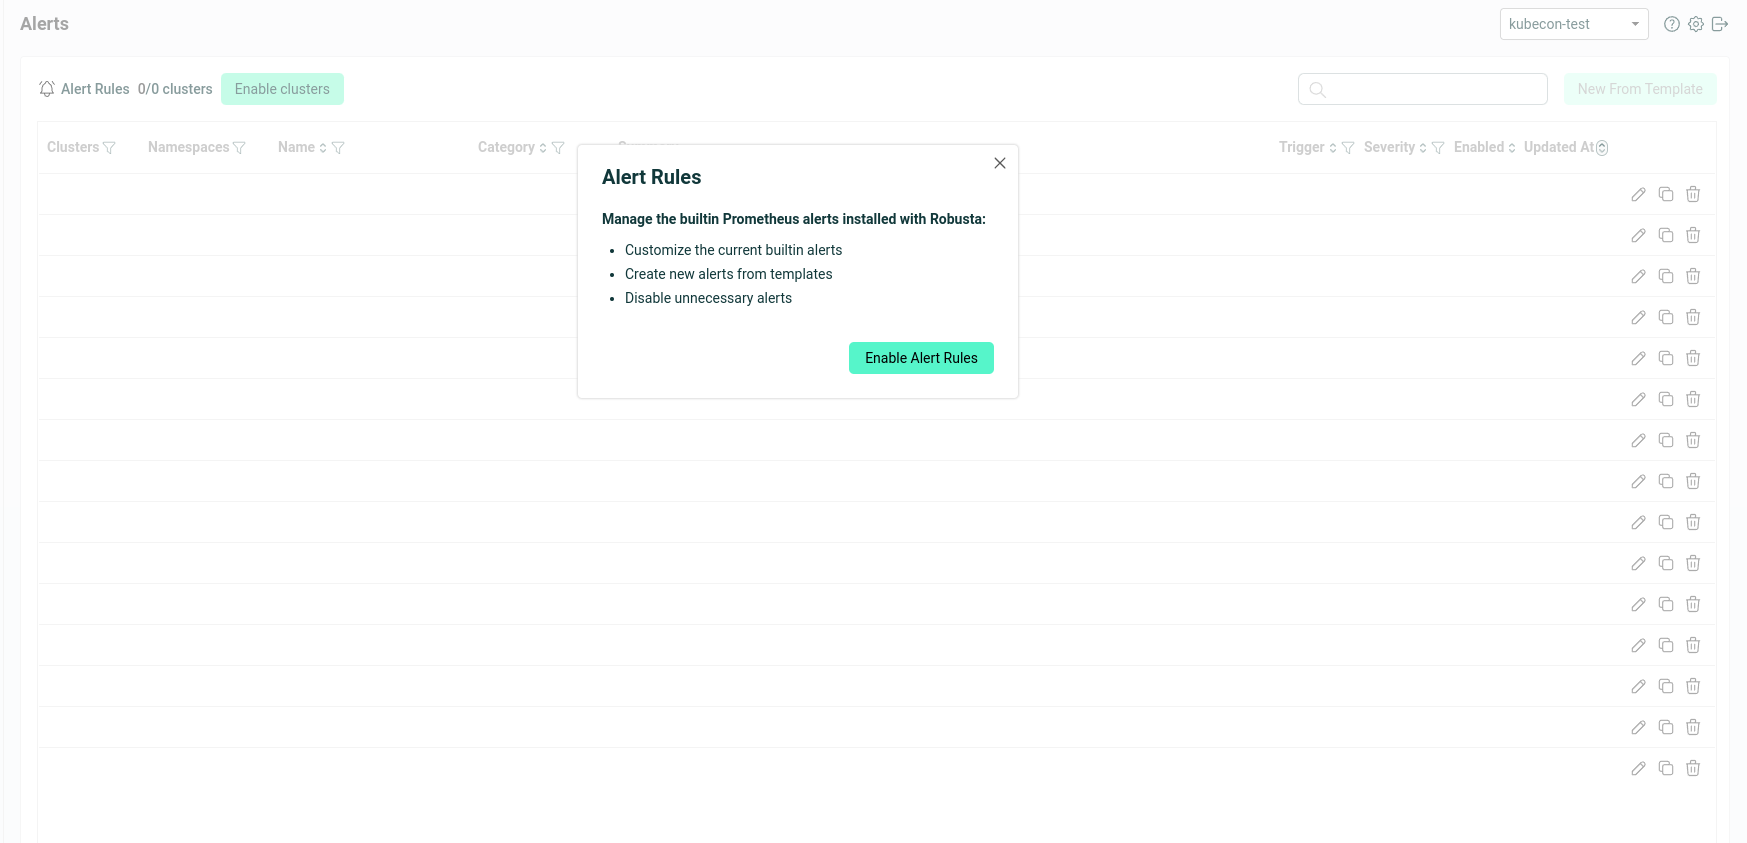 Alerts
kubecon-test
Alert Rules 0/0 clusters Enable clusters
New From Template
Clusters Namespaces Name Category Trigger Severity Enabled Updated At
Alert Rules
Manage the builtin Prometheus alerts installed with Robusta:
Customize the current builtin alerts
Create new alerts from templates
Disable unnecessary alerts
Enable Alert Rules